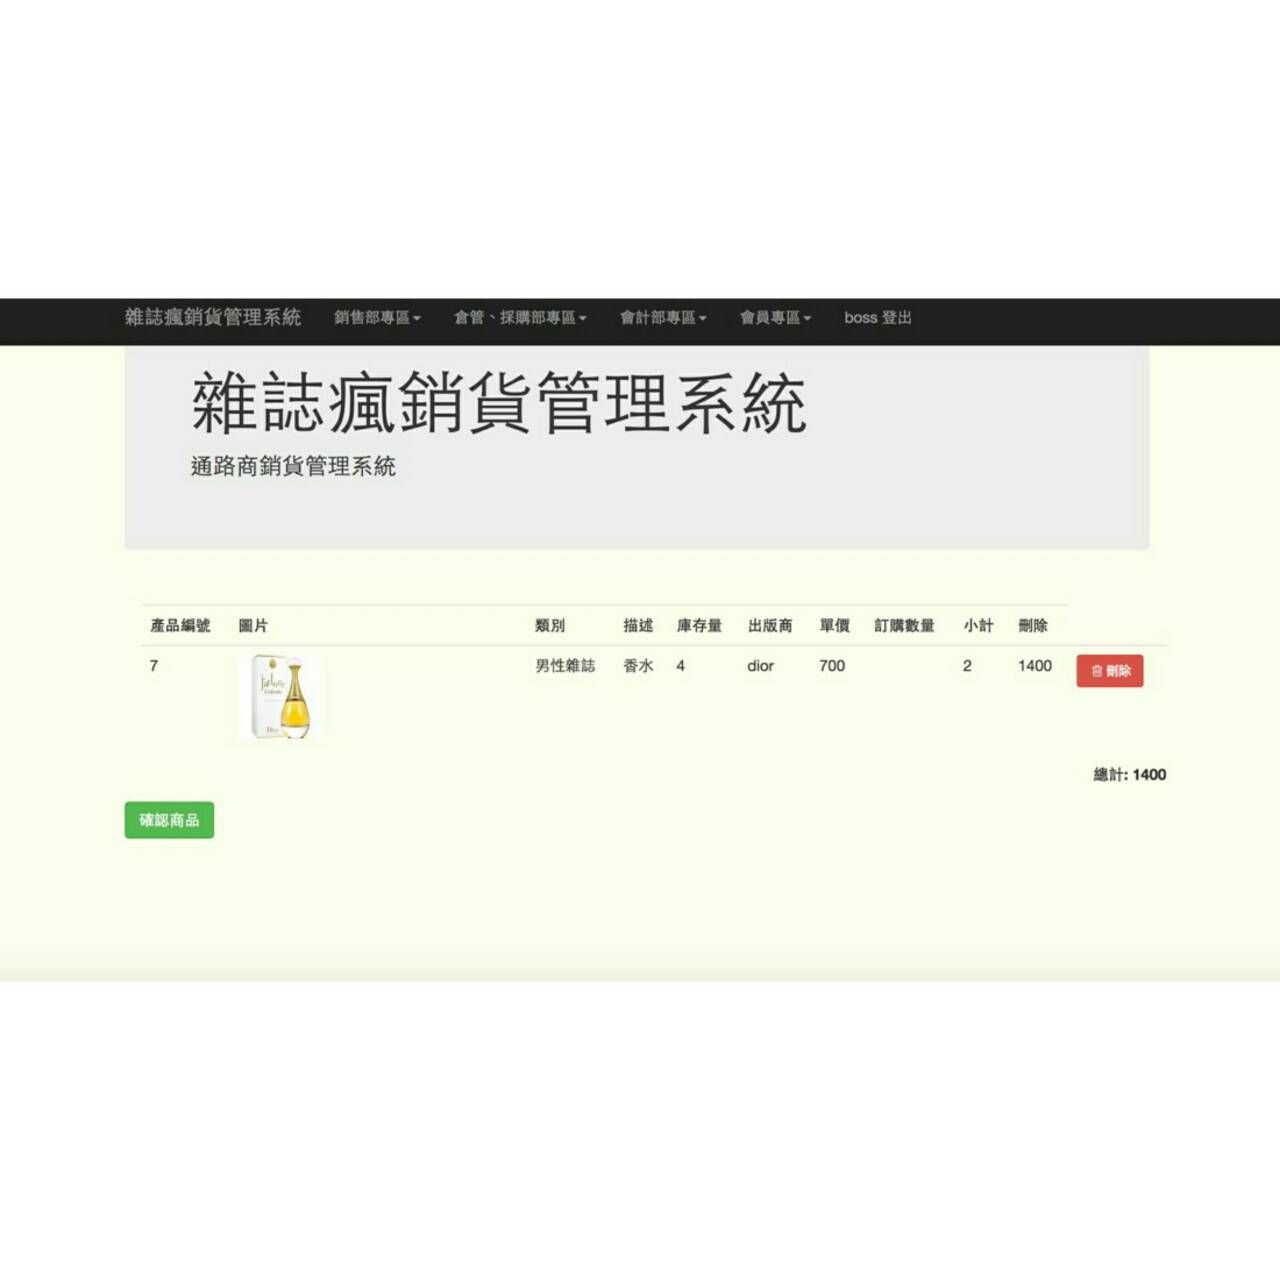 雜誌瘋銷貨管理系統 銷售部專區 倉管、採購部專區 會計部專區 會員專區 boss 登出
雜誌瘋銷貨管理系統
通路商銷貨管理系統
產品編號 圖片 類別 描述 庫存量 出版商 單價 訂購數量 小計 刪除
7 男性雜誌 香水 4 dior 700 2 1400 刪除
j'adore
Dior
總計: 1400
確認商品